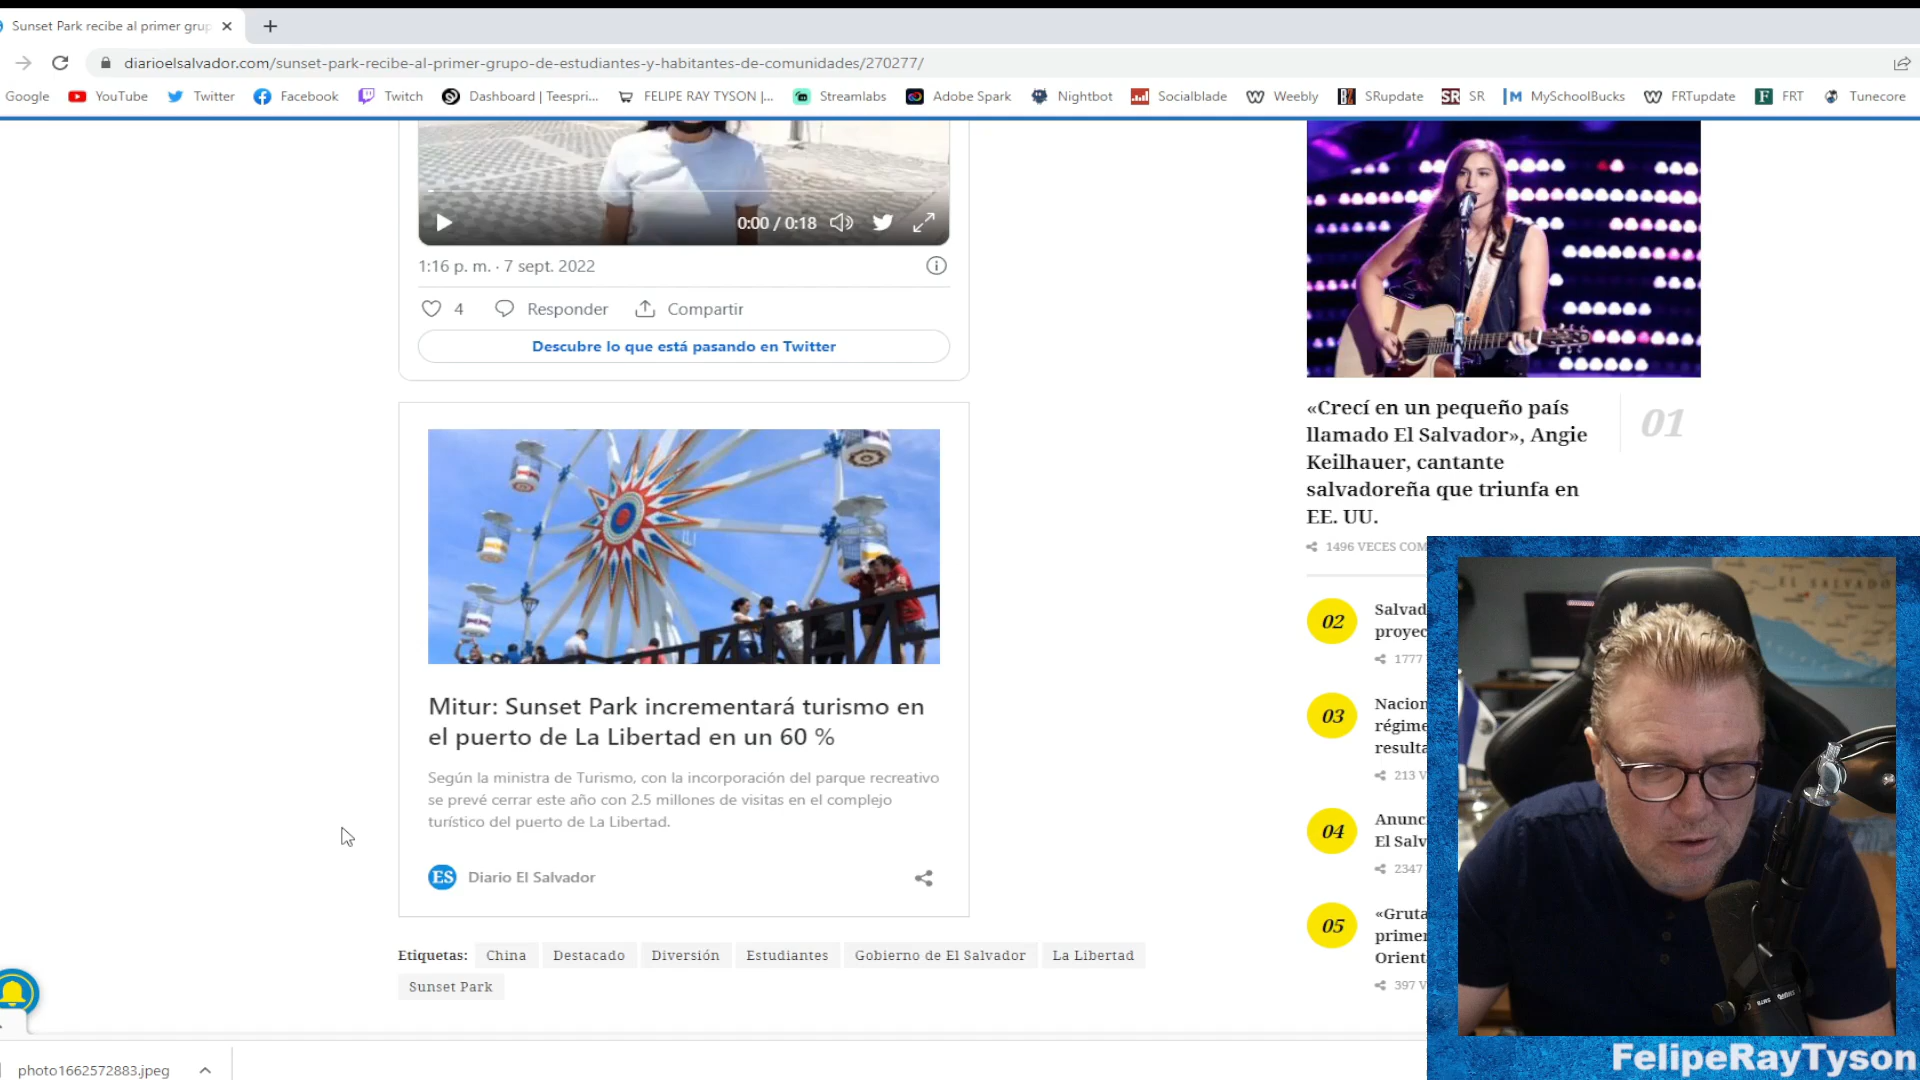 Sunset Park recibe al primer grup
diarioelsalvador.com/sunset-park-recibe-al-primer-grupo-de-estudiantes-y-habitantes-de-comunidades/270277/
Google YouTube Twitter Facebook Twitch Dashboard | Teespri... FELIPE RAY TYSON |... Streamlabs Adobe Spark Nightbot Socialblade Weebly SRupdate SR MySchoolBucks FRTupdate FRT Tunecore
0:00 / 0:18
1:16 p. m. · 7 sept. 2022
4 Responder Compartir
Descubre lo que está pasando en Twitter
Mitur: Sunset Park incrementará turismo en
el puerto de La Libertad en un 60 %
Según la ministra de Turismo, con la incorporación del parque recreativo
se prevé cerrar este año con 2.5 millones de visitas en el complejo
turístico del puerto de La Libertad.
ES Diario El Salvador
Etiquetas: China Destacado Diversión Estudiantes Gobierno de El Salvador La Libertad
Sunset Park
«Crecí en un pequeño país
llamado El Salvador», Angie
Keilhauer, cantante
salvadoreña que triunfa en
EE. UU.
01
1496 VECES COM
02 Salvad
proyec
1777
03 Nacion
régime
resulta
213 V
04 Anunc
El Salv
2347
05 «Gruta
primer
Orient
397 V
EL SALVADO
FelipeRayTyson
photo1662572883.jpeg